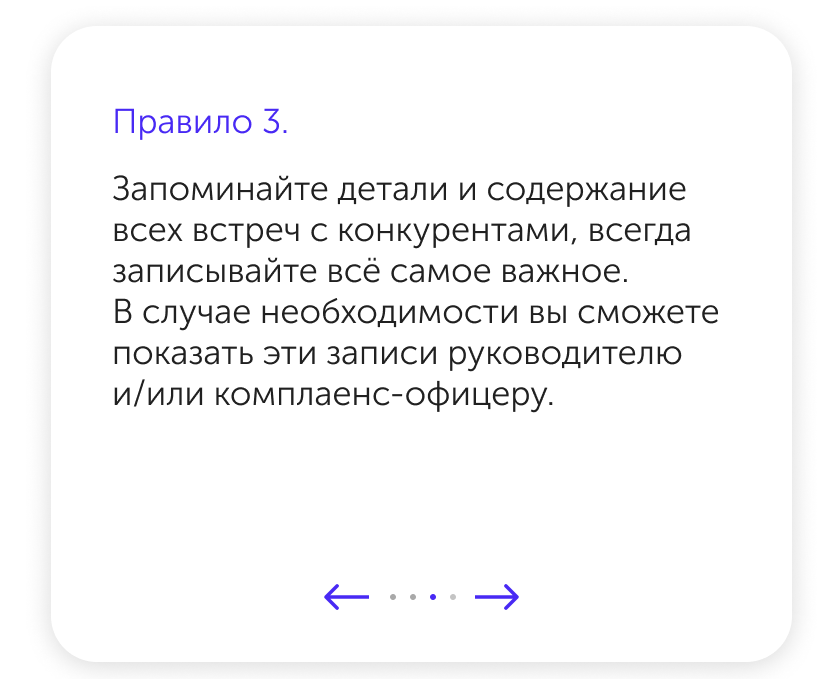 Правило 3.
Запоминайте детали и содержание
всех встреч с конкурентами, всегда
записывайте всё самое важное.
В случае необходимости вы сможете
показать эти записи руководителю
и/или комплаенс-офицеру.